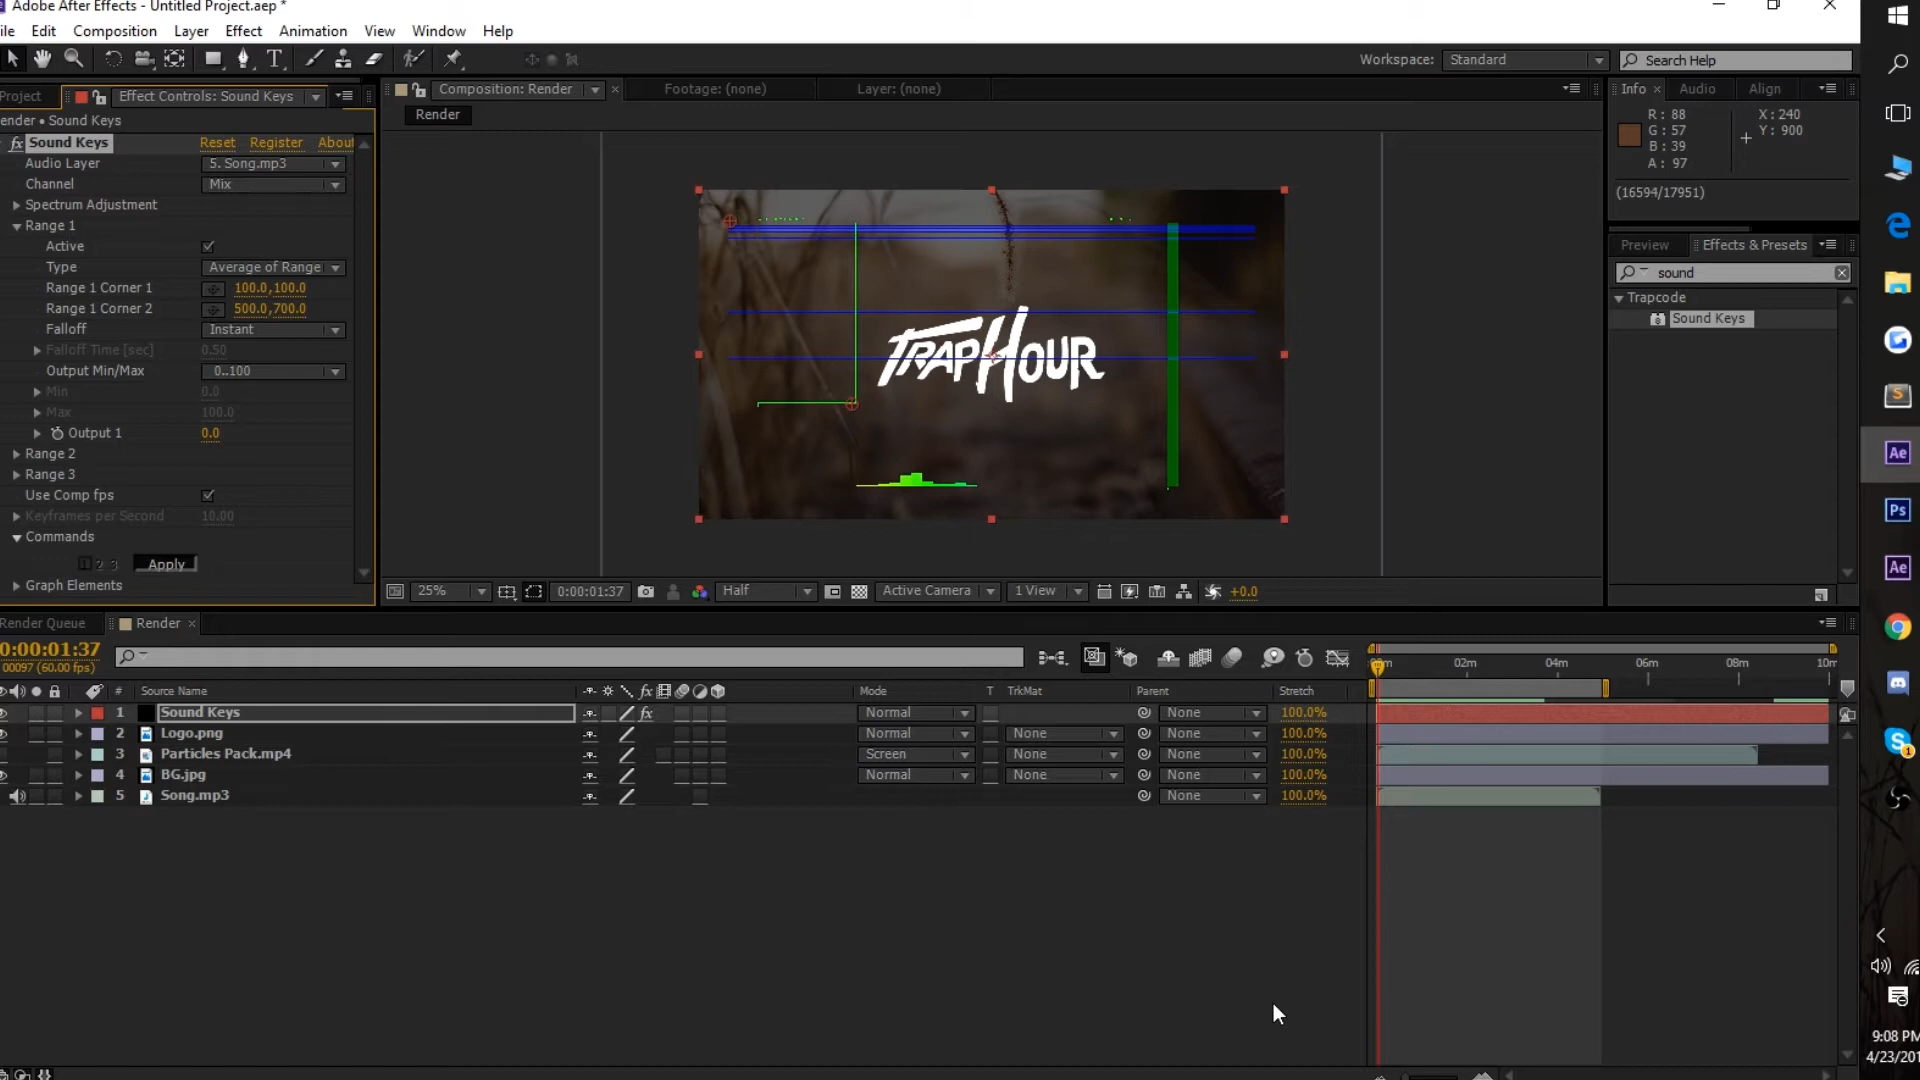 Adobe After Effects - Untitled Project.aep *
ile Edit Composition Layer Effect Animation View Window Help
Workspace: Standard Search Help
Project Effect Controls: Sound Keys
ender • Sound Keys
fx Sound Keys Reset Register About
Audio Layer 5. Song.mp3
Channel Mix
Spectrum Adjustment
Range 1
Active
Type Average of Range
Range 1 Corner 1 100.0,100.0
Range 1 Corner 2 500.0,700.0
Falloff Instant
Falloff Time [sec] 0.50
Output Min/Max 0..100
Min 0.0
Max 100.0
Output 1 0.0
Range 2
Range 3
Use Comp fps
Keyframes per Second 10.00
Commands
1 2 3 Apply
Graph Elements
Composition: Render Footage: (none) Layer: (none)
Render
TRAPHOUR
25% 0:00:01:37 Half Active Camera 1 View +0.0
Info Audio Align
R: 88 X: 240
G: 57 Y: 900
B: 39
A: 97
(16594/17951)
Preview Effects & Presets
sound
Trapcode
Sound Keys
Render Queue Render
0:00:01:37
00097 (60.00 fps)
00m 02m 04m 06m 08m 10m
# Source Name fx Mode T TrkMat Parent Stretch
1 Sound Keys fx Normal None 100.0%
2 Logo.png Normal None None 100.0%
3 Particles Pack.mp4 Screen None None 100.0%
4 BG.jpg Normal None None 100.0%
5 Song.mp3 None 100.0%
Ae
Ps
Ae
S
1
9:08 PM
4/23/201